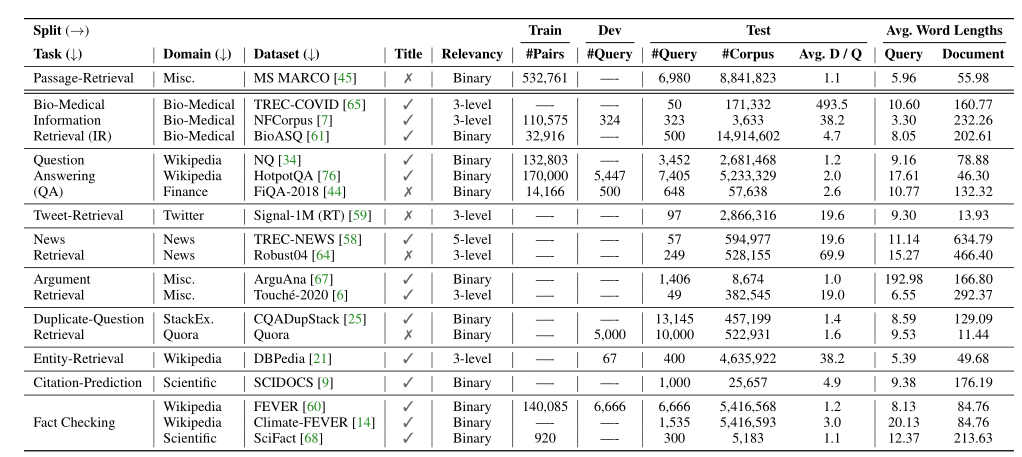 Split (→) Train Dev Test Avg. Word Lengths
Task (↓) Domain (↓) Dataset (↓) Title Relevancy #Pairs #Query #Query #Corpus Avg. D / Q Query Document
Passage-Retrieval Misc. MS MARCO [45] ✗ Binary 532,761 —- 6,980 8,841,823 1.1 5.96 55.98
Bio-Medical Bio-Medical TREC-COVID [65] ✓ 3-level —- —- 50 171,332 493.5 10.60 160.77
Information Bio-Medical NFCorpus [7] ✓ 3-level 110,575 324 323 3,633 38.2 3.30 232.26
Retrieval (IR) Bio-Medical BioASQ [61] ✓ Binary 32,916 —- 500 14,914,602 4.7 8.05 202.61
Question Wikipedia NQ [34] ✓ Binary 132,803 —- 3,452 2,681,468 1.2 9.16 78.88
Answering Wikipedia HotpotQA [76] ✓ Binary 170,000 5,447 7,405 5,233,329 2.0 17.61 46.30
(QA) Finance FiQA-2018 [44] ✗ Binary 14,166 500 648 57,638 2.6 10.77 132.32
Tweet-Retrieval Twitter Signal-1M (RT) [59] ✗ 3-level —- —- 97 2,866,316 19.6 9.30 13.93
News News TREC-NEWS [58] ✓ 5-level —- —- 57 594,977 19.6 11.14 634.79
Retrieval News Robust04 [64] ✗ 3-level —- —- 249 528,155 69.9 15.27 466.40
Argument Misc. ArguAna [67] ✓ Binary —- —- 1,406 8,674 1.0 192.98 166.80
Retrieval Misc. Touché-2020 [6] ✓ 3-level —- —- 49 382,545 19.0 6.55 292.37
Duplicate-Question StackEx. CQADupStack [25] ✓ Binary —- —- 13,145 457,199 1.4 8.59 129.09
Retrieval Quora Quora ✗ Binary —- 5,000 10,000 522,931 1.6 9.53 11.44
Entity-Retrieval Wikipedia DBPedia [21] ✓ 3-level —- 67 400 4,635,922 38.2 5.39 49.68
Citation-Prediction Scientific SCIDOCS [9] ✓ Binary —- —- 1,000 25,657 4.9 9.38 176.19
Wikipedia FEVER [60] ✓ Binary 140,085 6,666 6,666 5,416,568 1.2 8.13 84.76
Fact Checking Wikipedia Climate-FEVER [14] ✓ Binary —- —- 1,535 5,416,593 3.0 20.13 84.76
Scientific SciFact [68] ✓ Binary 920 —- 300 5,183 1.1 12.37 213.63